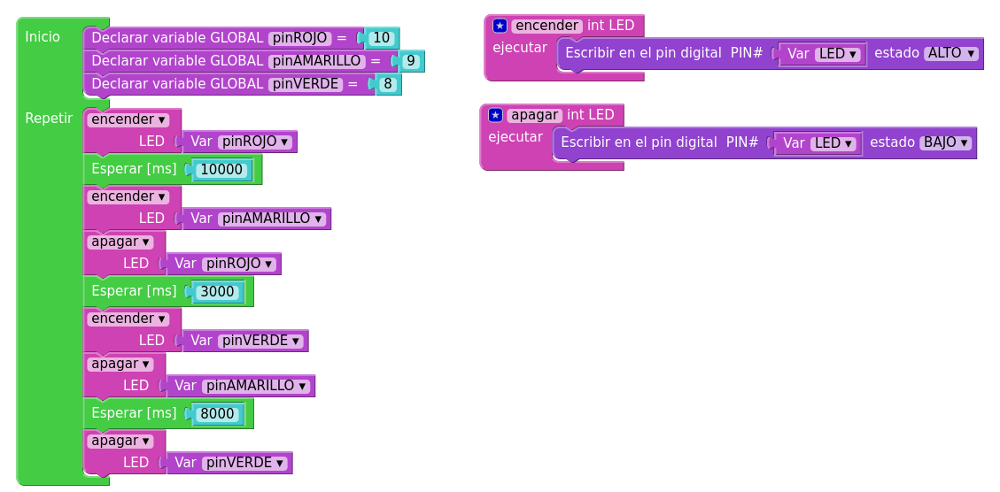 Inicio
Declarar variable GLOBAL pinROJO = 10
Declarar variable GLOBAL pinAMARILLO = 9
Declarar variable GLOBAL pinVERDE = 8
Repetir
encender ▾
LED Var pinROJO ▾
Esperar [ms] 10000
encender ▾
LED Var pinAMARILLO ▾
apagar ▾
LED Var pinROJO ▾
Esperar [ms] 3000
encender ▾
LED Var pinVERDE ▾
apagar ▾
LED Var pinAMARILLO ▾
Esperar [ms] 8000
apagar ▾
LED Var pinVERDE ▾
encender int LED
ejecutar Escribir en el pin digital PIN# Var LED ▾ estado ALTO ▾
apagar int LED
ejecutar Escribir en el pin digital PIN# Var LED ▾ estado BAJO ▾